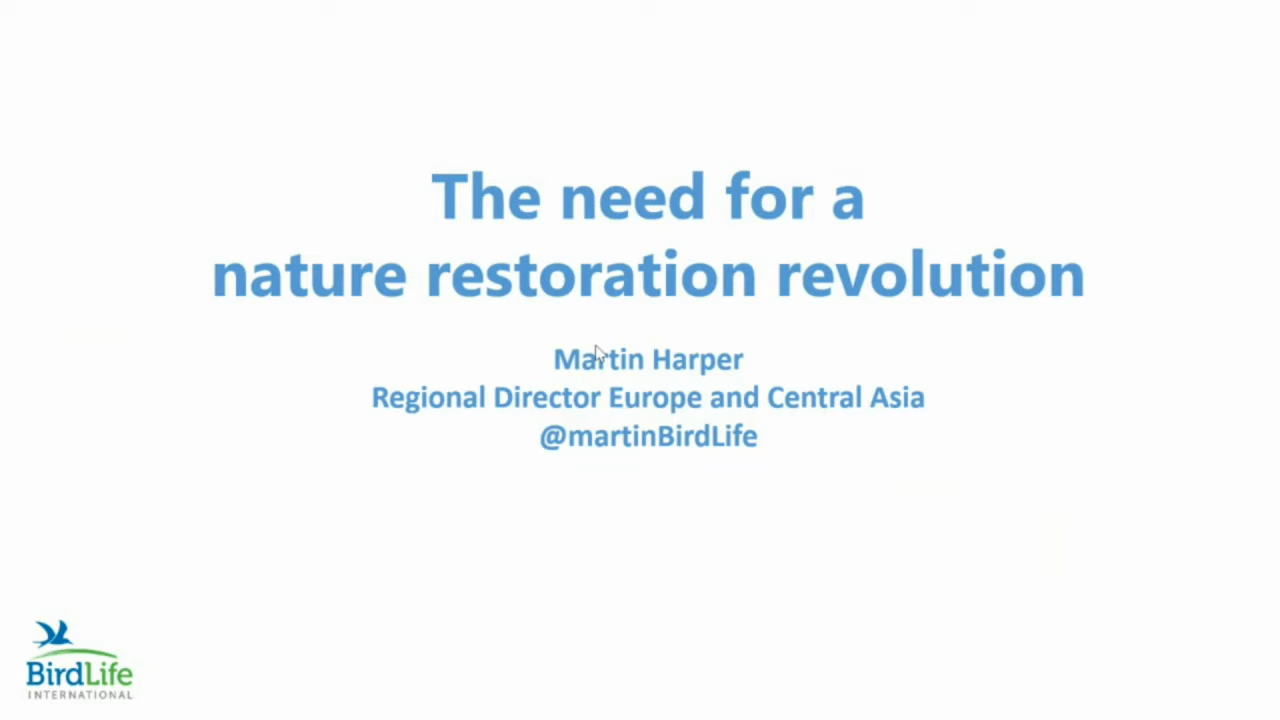 The need for a
nature restoration revolution
Martin Harper
Regional Director Europe and Central Asia
@martinBirdLife
BirdLife
INTERNATIONAL